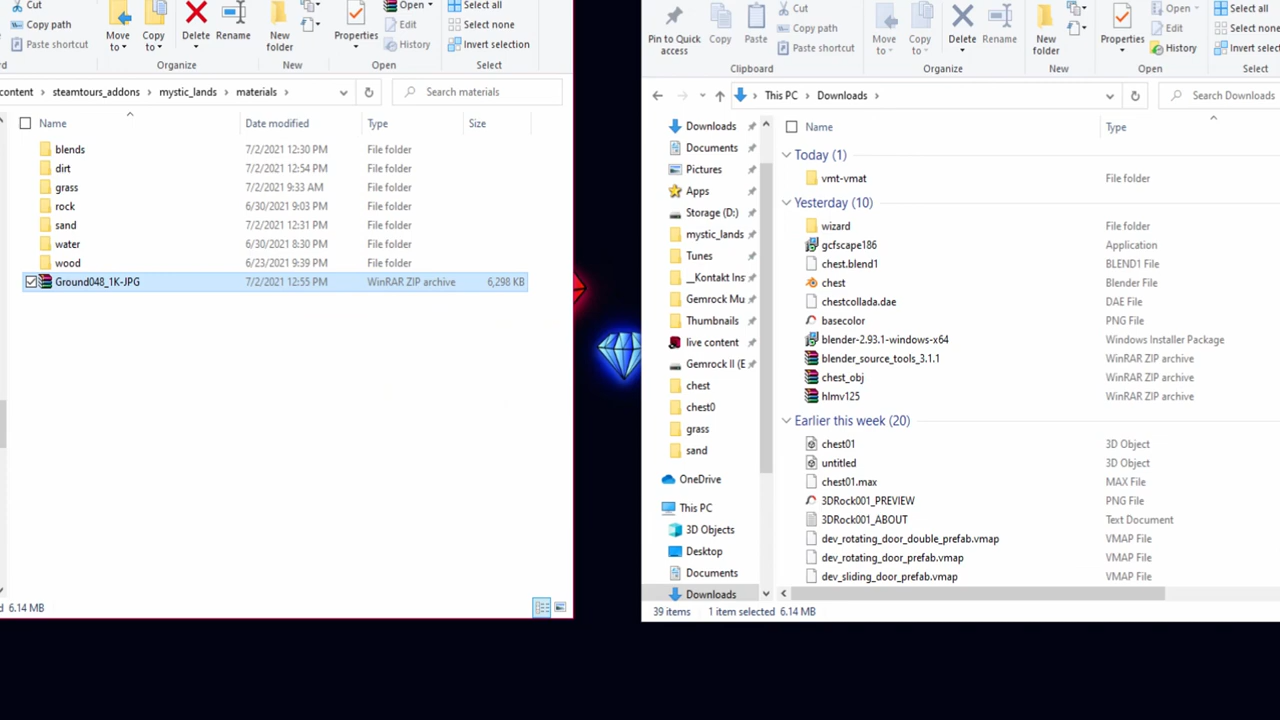 Cut
Copy path
Paste shortcut
Move to
Copy to
Delete
Rename
New folder
Properties
Open
Edit
History
Select all
Select none
Invert selection
Organize
New
Open
Select
content > steamtours_addons > mystic_lands > materials >
Search materials
Name Date modified Type Size
blends 7/2/2021 12:30 PM File folder
dirt 7/2/2021 12:54 PM File folder
grass 7/2/2021 9:33 AM File folder
rock 6/30/2021 9:03 PM File folder
sand 7/2/2021 12:31 PM File folder
water 6/30/2021 8:30 PM File folder
wood 6/23/2021 9:39 PM File folder
Ground048_1K-JPG 7/2/2021 12:55 PM WinRAR ZIP archive 6,298 KB
6.14 MB
Pin to Quick access
Copy
Paste
Cut
Copy path
Paste shortcut
Move to
Copy to
Delete
Rename
New folder
Properties
Open
Edit
History
Select all
Select none
Invert selec
Clipboard
Organize
New
Open
Select
This PC > Downloads >
Search Downloads
Downloads
Documents
Pictures
Apps
Storage (D:)
mystic_lands
Tunes
__Kontakt Ins
Gemrock Mu
Thumbnails
live content
Gemrock II (E
chest
chest0
grass
sand
OneDrive
This PC
3D Objects
Desktop
Documents
Downloads
Name Type
Today (1)
vmt-vmat File folder
Yesterday (10)
wizard File folder
gcfscape186 Application
chest.blend1 BLEND1 File
chest Blender File
chestcollada.dae DAE File
basecolor PNG File
blender-2.93.1-windows-x64 Windows Installer Package
blender_source_tools_3.1.1 WinRAR ZIP archive
chest_obj WinRAR ZIP archive
hlmv125 WinRAR ZIP archive
Earlier this week (20)
chest01 3D Object
untitled 3D Object
chest01.max MAX File
3DRock001_PREVIEW PNG File
3DRock001_ABOUT Text Document
dev_rotating_door_double_prefab.vmap VMAP File
dev_rotating_door_prefab.vmap VMAP File
dev_sliding_door_prefab.vmap VMAP File
39 items 1 item selected 6.14 MB